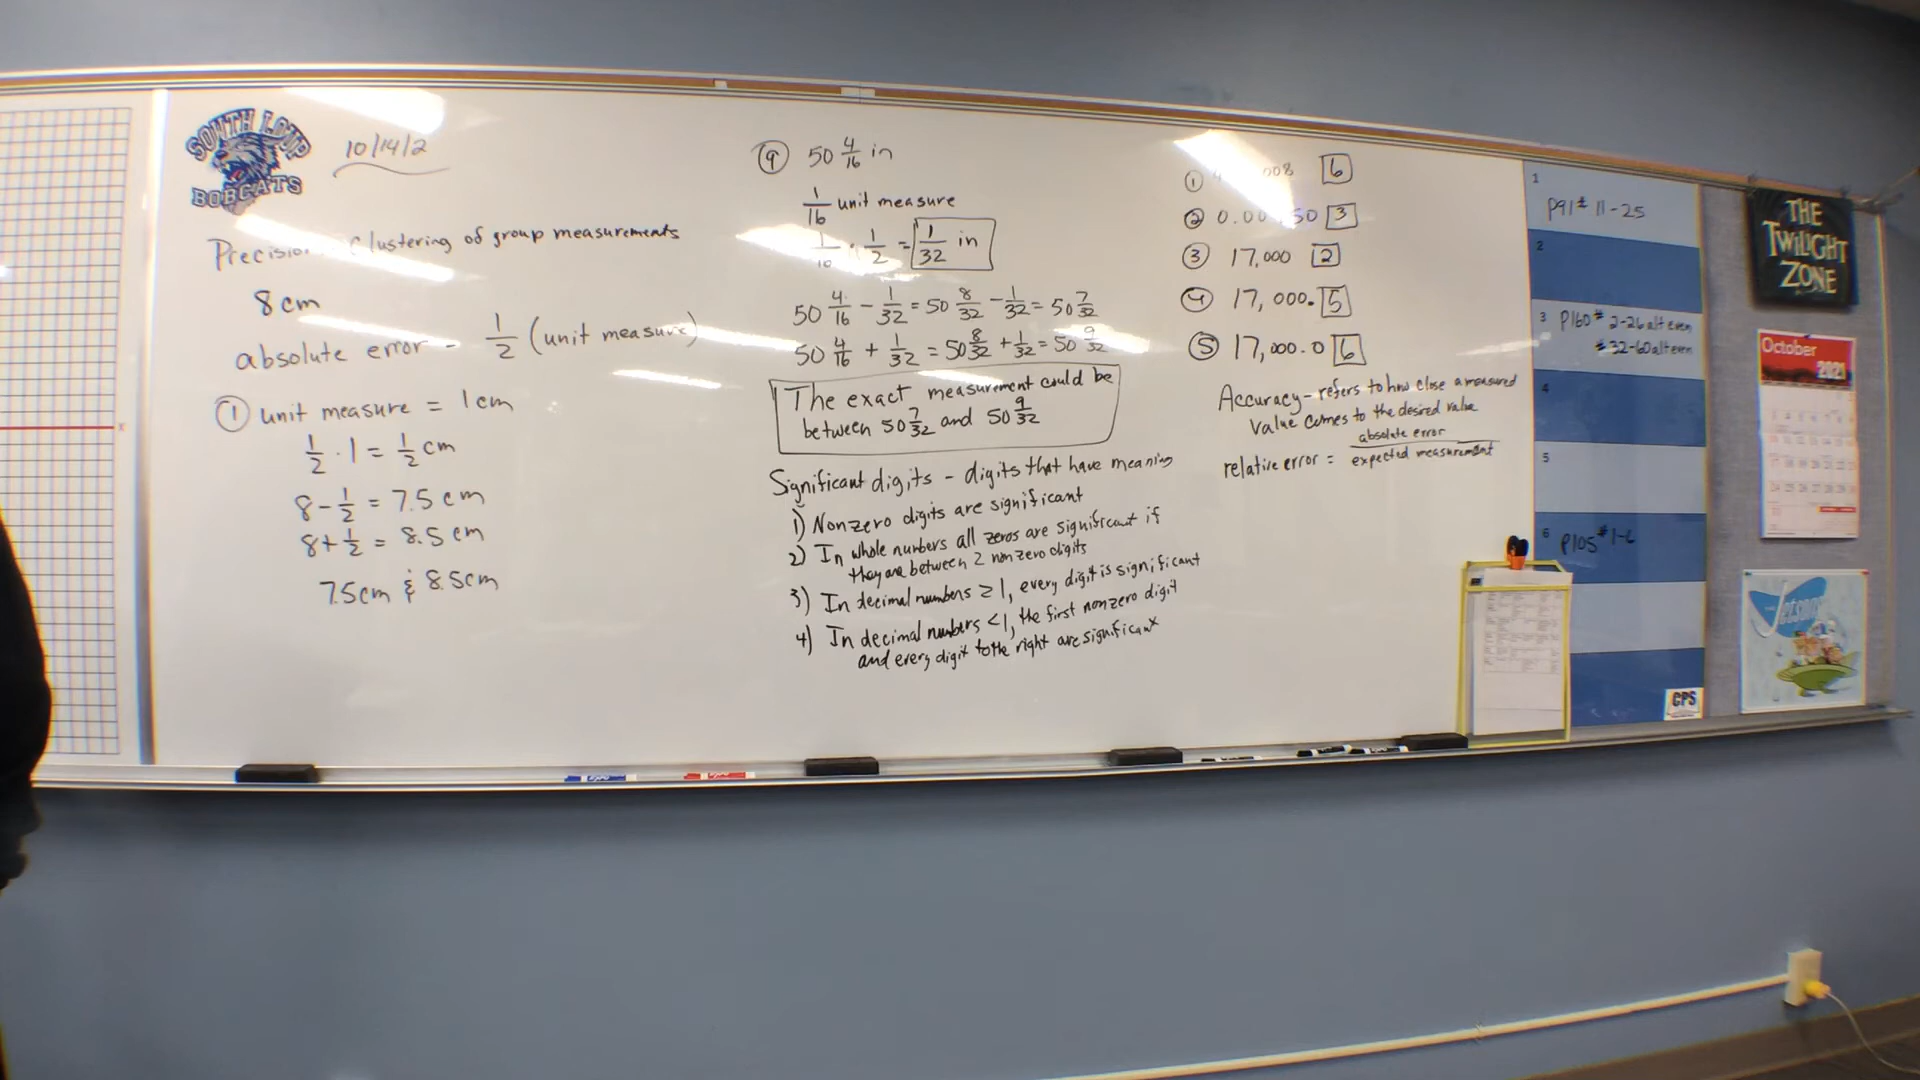 SOUTH LOUP
BOBCATS
10/14/2
Clustering of group measurements
8 cm
absolute error - 1/2 (unit measure)
① unit measure = 1 cm
1/2 · 1 = 1/2 cm
8 - 1/2 = 7.5 cm
8 + 1/2 = 8.5 cm
7.5cm & 8.5cm
⑨ 50 4/16 in
1/16 unit measure
· 1/2 = 1/32 in
50 4/16 - 1/32 = 50 8/32 - 1/32 = 50 7/32
50 4/16 + 1/32 = 50 8/32 + 1/32 = 50 9/32
The exact measurement could be
between 50 7/32 and 50 9/32
Significant digits - digits that have meaning
1) Nonzero digits are significant
2) In whole numbers all zeros are significant if
they are between 2 nonzero digits
3) In decimal numbers ≥ 1, every digit is significant
4) In decimal numbers < 1, the first nonzero digit
and every digit to the right are significant
① 008 6
② 0.00 50 3
③ 17,000 2
④ 17,000. 5
⑤ 17,000.0 6
Accuracy - refers to how close a measured
value comes to the desired value
relative error = absolute error / expected measurement
1
p91# 11-25
2
3 p160# 2-26 alt even
# 32-60 alt even
4
5
6 p105# 1-6
CPS
THE
TWILIGHT
ZONE
October
2021
Jetsons